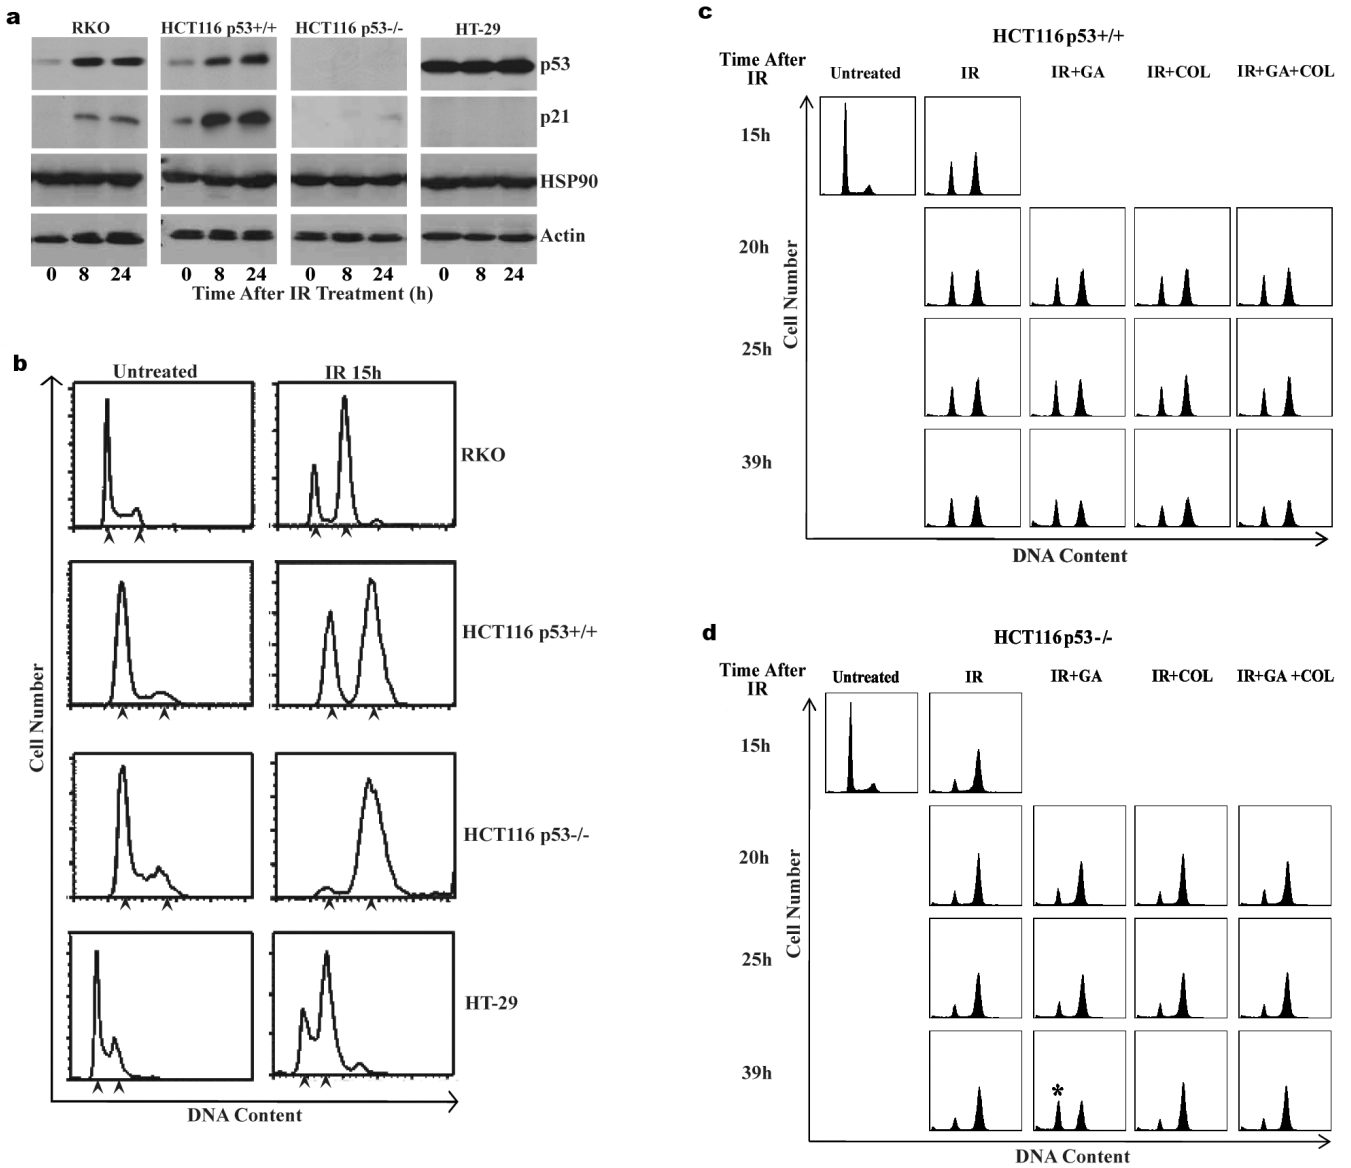 a
RKO
HCT116 p53+/+
HCT116 p53-/-
HT-29
p53
p21
HSP90
Actin
0 8 24 0 8 24 0 8 24 0 8 24
Time After IR Treatment (h)
b
Untreated
IR 15h
RKO
HCT116 p53+/+
HCT116 p53-/-
HT-29
Cell Number
DNA Content
c
HCT116p53+/+
Time After
IR
Untreated
IR
IR+GA
IR+COL
IR+GA+COL
15h
20h
25h
39h
Cell Number
DNA Content
d
HCT116p53-/-
Time After
IR
Untreated
IR
IR+GA
IR+COL
IR+GA +COL
15h
20h
25h
39h
*
Cell Number
DNA Content